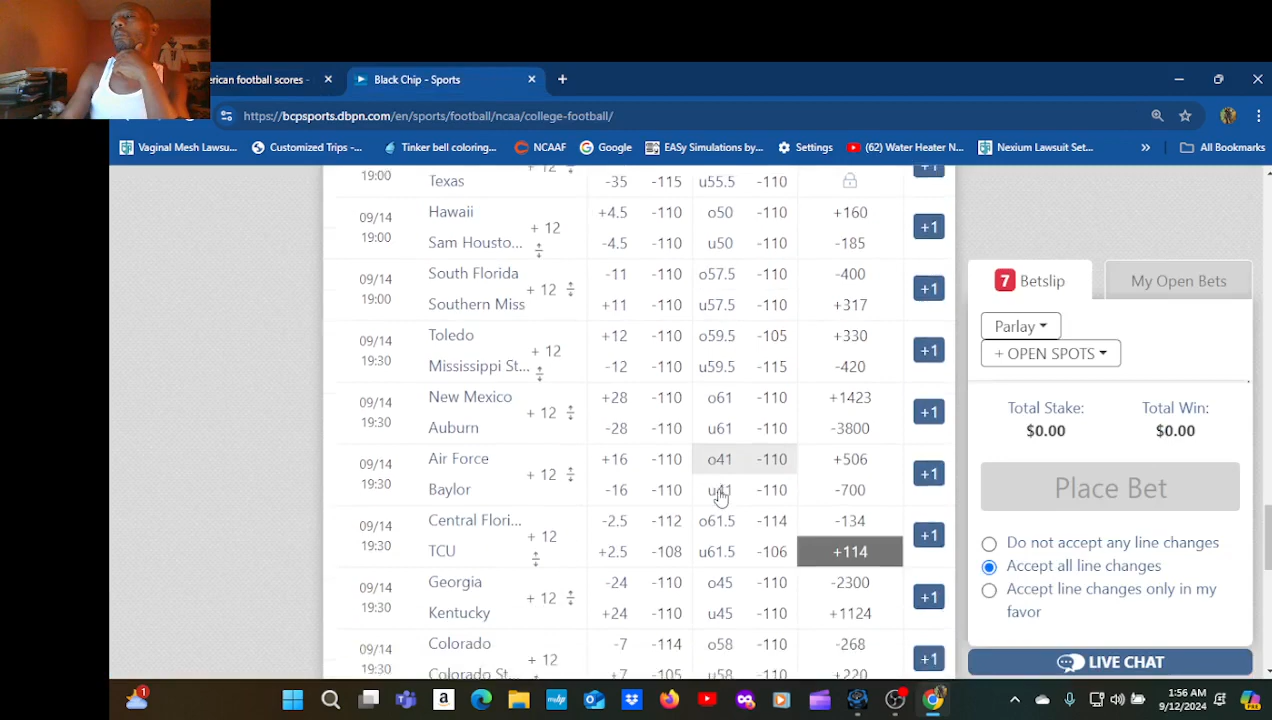 erican football scores -
Black Chip - Sports
https://bcpsports.dbpn.com/en/sports/football/ncaa/college-football/
Vaginal Mesh Lawsu... Customized Trips -... Tinker bell coloring... NCAAF Google EASy Simulations by... Settings (62) Water Heater N... Nexium Lawsuit Set... » All Bookmarks
19:00 + 12 +1
Texas -35 -115 u55.5 -110
09/14 Hawaii +4.5 -110 o50 -110 +160
19:00 + 12 +1
Sam Housto... -4.5 -110 u50 -110 -185
09/14 South Florida -11 -110 o57.5 -110 -400
19:00 + 12 +1
Southern Miss +11 -110 u57.5 -110 +317
09/14 Toledo +12 -110 o59.5 -105 +330
19:30 + 12 +1
Mississippi St... -12 -110 u59.5 -115 -420
09/14 New Mexico +28 -110 o61 -110 +1423
19:30 + 12 +1
Auburn -28 -110 u61 -110 -3800
09/14 Air Force +16 -110 o41 -110 +506
19:30 + 12 +1
Baylor -16 -110 u41 -110 -700
09/14 Central Flori... -2.5 -112 o61.5 -114 -134
19:30 + 12 +1
TCU +2.5 -108 u61.5 -106 +114
09/14 Georgia -24 -110 o45 -110 -2300
19:30 + 12 +1
Kentucky +24 -110 u45 -110 +1124
09/14 Colorado -7 -114 o58 -110 -268
19:30 + 12 +1
Colorado St... +7 -105 u58 -110 +220
7 Betslip My Open Bets
Parlay
+ OPEN SPOTS
Total Stake: Total Win:
$0.00 $0.00
Place Bet
Do not accept any line changes
Accept all line changes
Accept line changes only in my
favor
LIVE CHAT
1
1:56 AM
9/12/2024